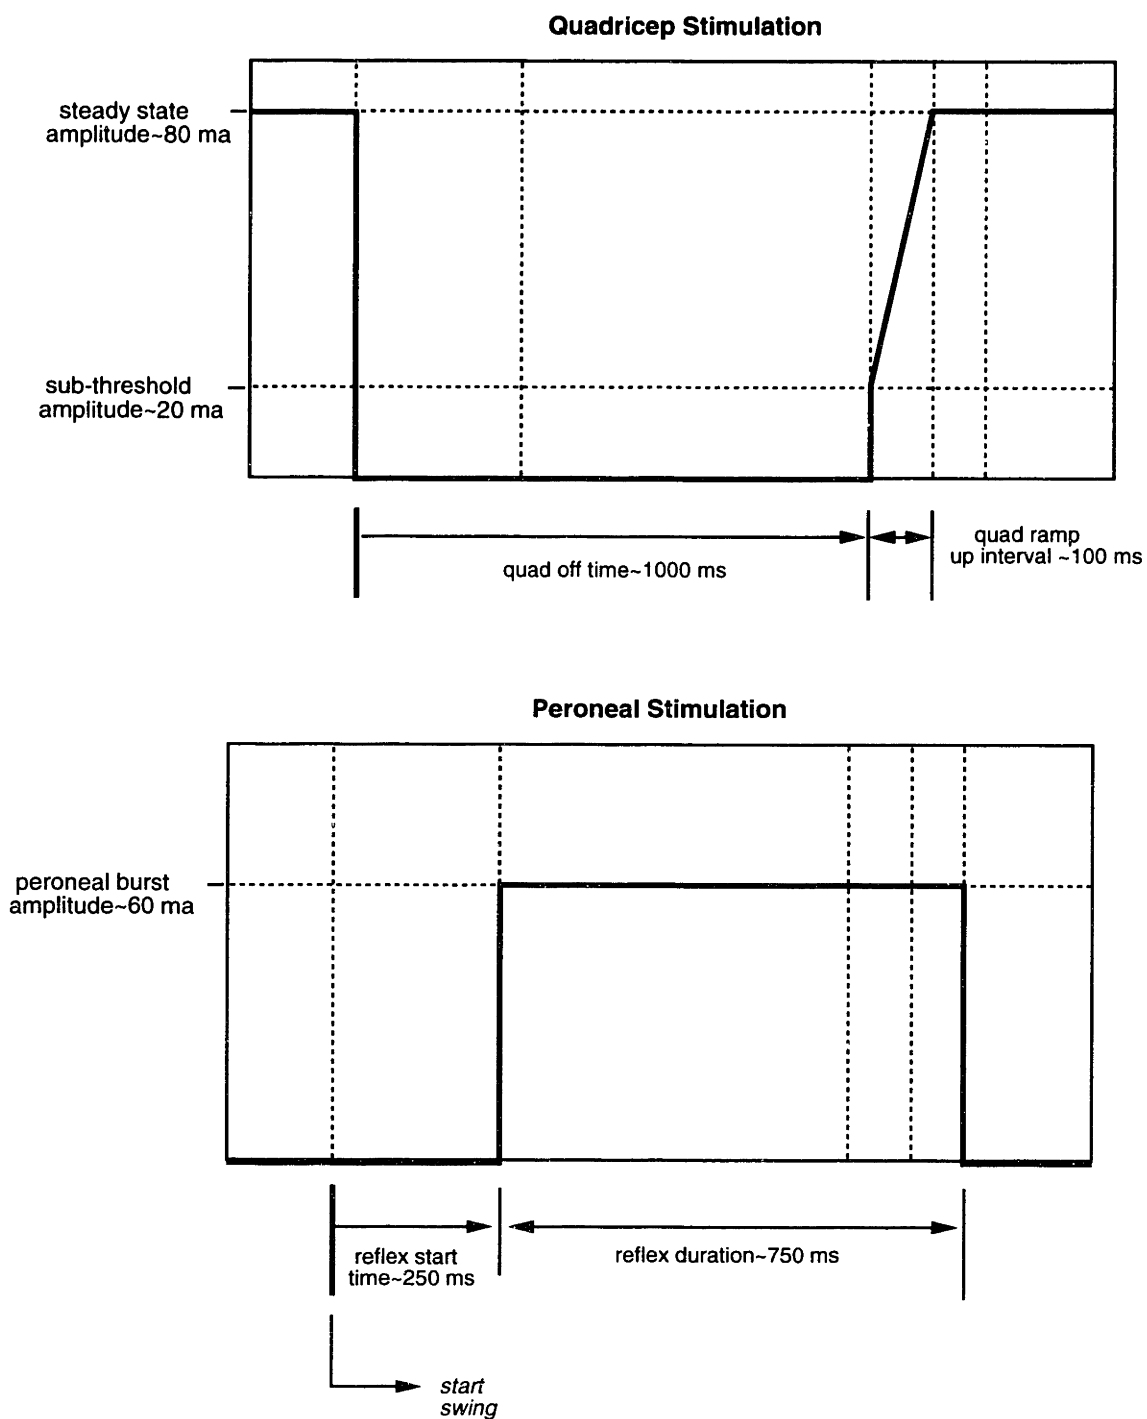 Quadricep Stimulation
steady state
amplitude~80 ma
sub-threshold
amplitude~20 ma
quad off time~1000 ms
quad ramp
up interval ~100 ms
Peroneal Stimulation
peroneal burst
amplitude~60 ma
reflex start
time~250 ms
reflex duration~750 ms
start
swing